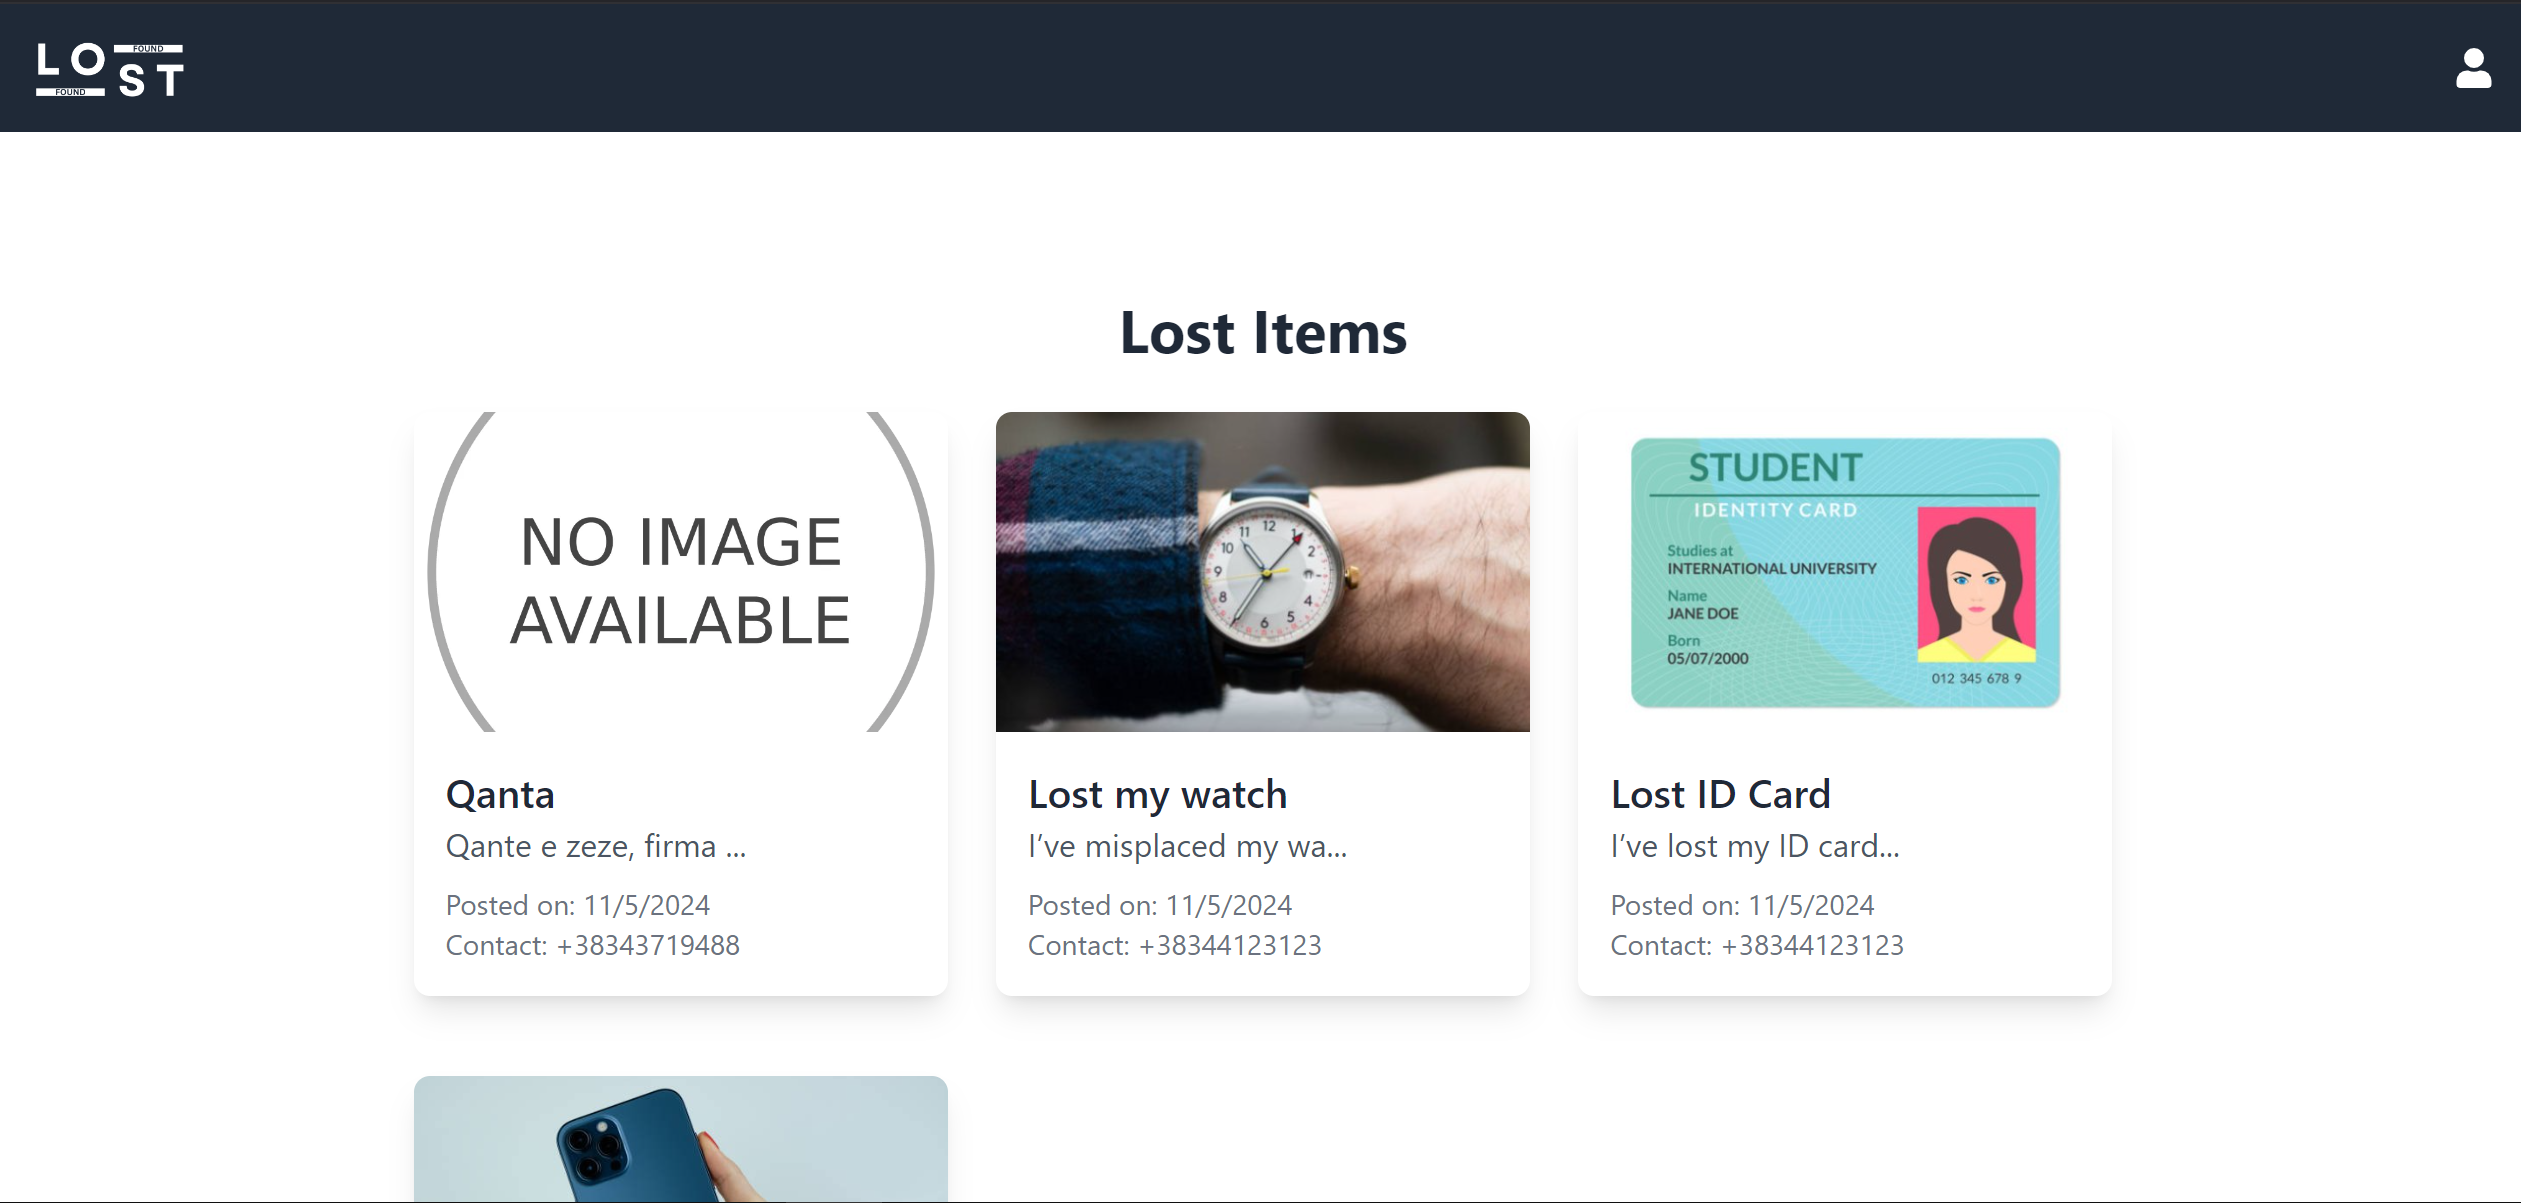 LO
FOUND
ST
FOUND
Lost Items
NO IMAGE
AVAILABLE
Qanta
Qante e zeze, firma ...
Posted on: 11/5/2024
Contact: +38343719488
12
1
2
4
5
6
8
9
10
11
Lost my watch
I’ve misplaced my wa...
Posted on: 11/5/2024
Contact: +38344123123
STUDENT
IDENTITY CARD
Studies at
INTERNATIONAL UNIVERSITY
Name
JANE DOE
Born
05/07/2000
012 345 678 9
Lost ID Card
I’ve lost my ID card...
Posted on: 11/5/2024
Contact: +38344123123